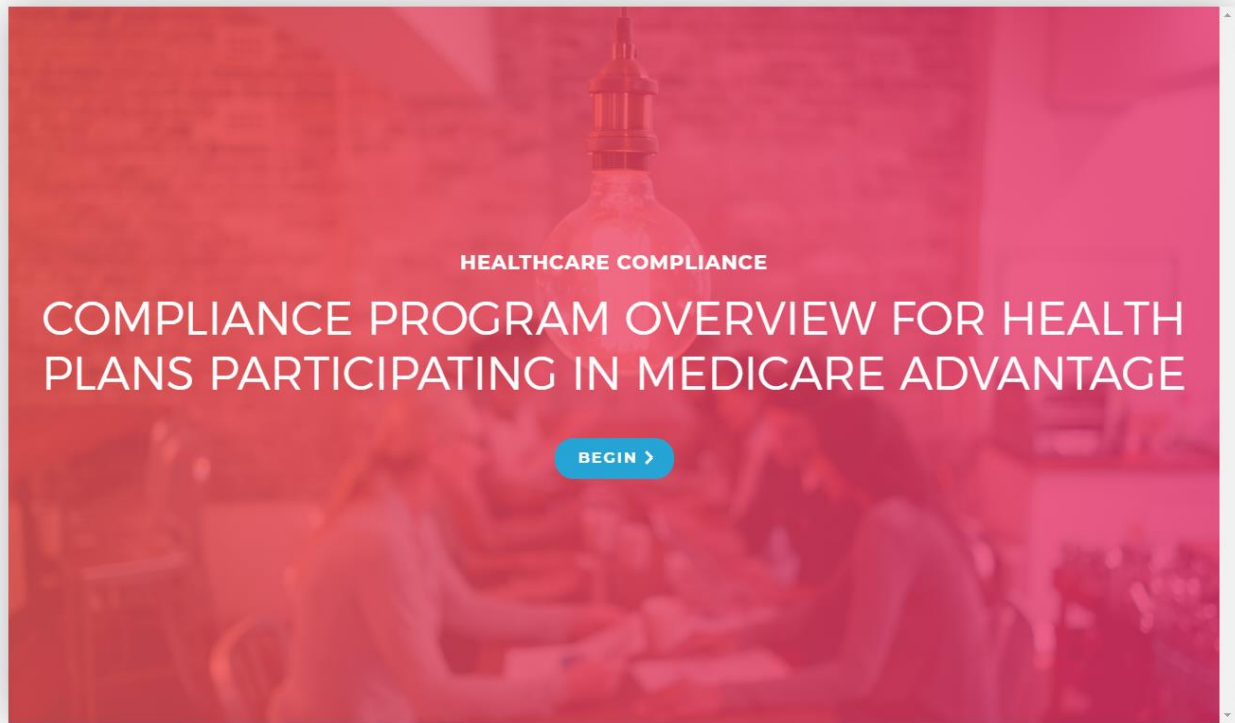 HEALTHCARE COMPLIANCE
COMPLIANCE PROGRAM OVERVIEW FOR HEALTH
PLANS PARTICIPATING IN MEDICARE ADVANTAGE
BEGIN